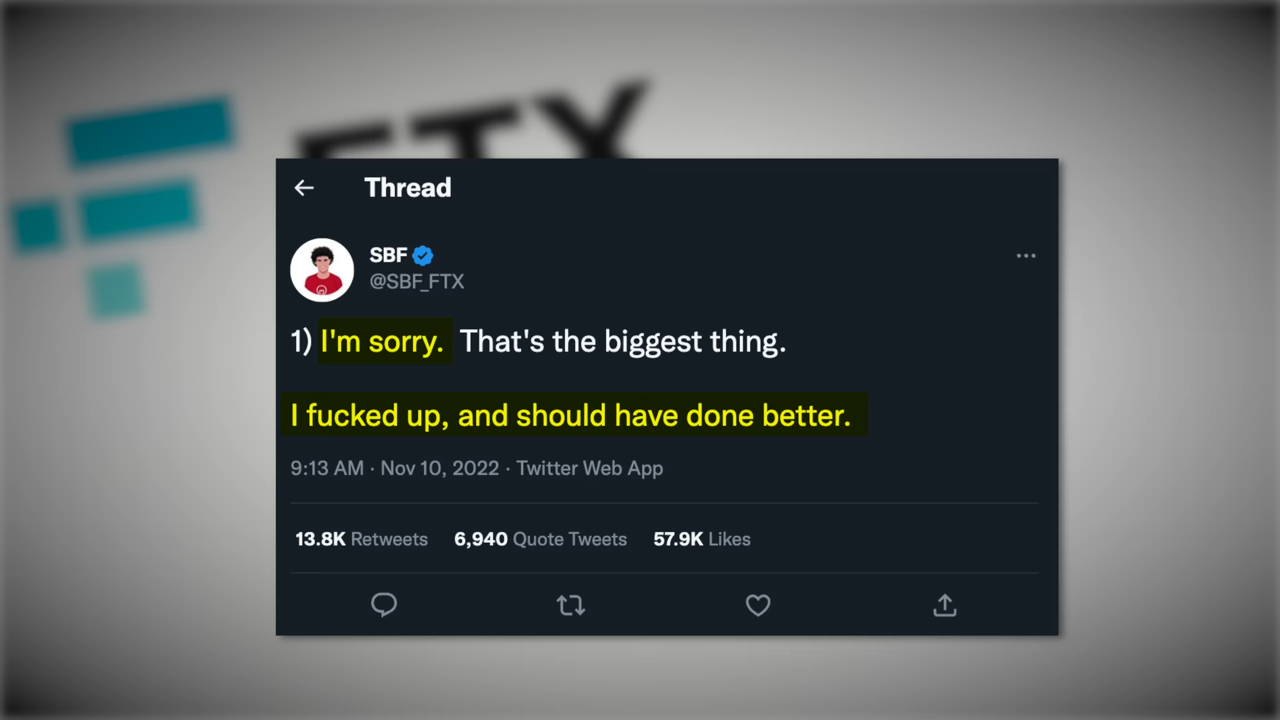 FTX
Thread
SBF
@SBF_FTX
1) I'm sorry. That's the biggest thing.
I fucked up, and should have done better.
9:13 AM · Nov 10, 2022 · Twitter Web App
13.8K Retweets 6,940 Quote Tweets 57.9K Likes